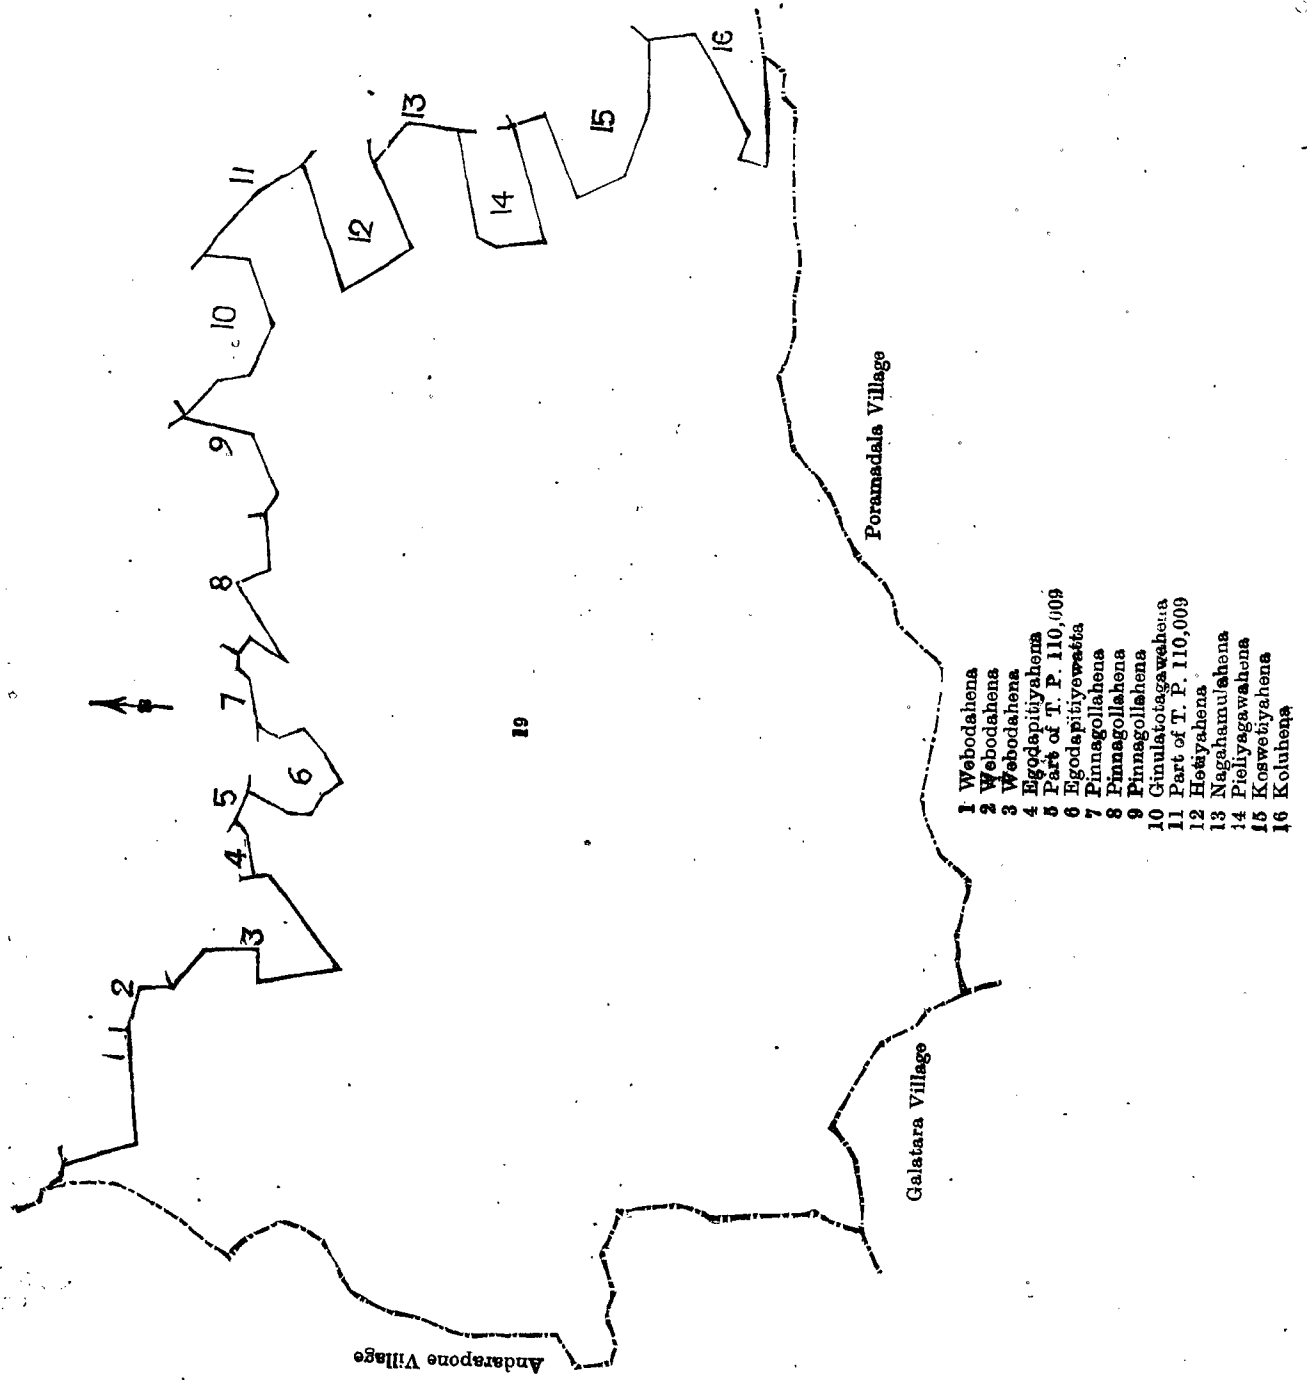 1
2
3
4
5
6
7
8
9
10
11
12
13
14
15
16
19
Andarapone Village
Galatara Village
Poramadala Village
1 Webodahena
2 Webodahena
3 Webodahena
4 Egodapitiyahena
5 Part of T. P. 110,009
6 Egodapitiyewatta
7 Pinnagollahena
8 Pinnagollahena
9 Pinnagollahena
10 Ginulatotagawahena
11 Part of T. P. 110,009
12 Hetiyahena
13 Nagahamulahena
14 Pieliyagawahena
15 Koswetiyahena
16 Koluhena